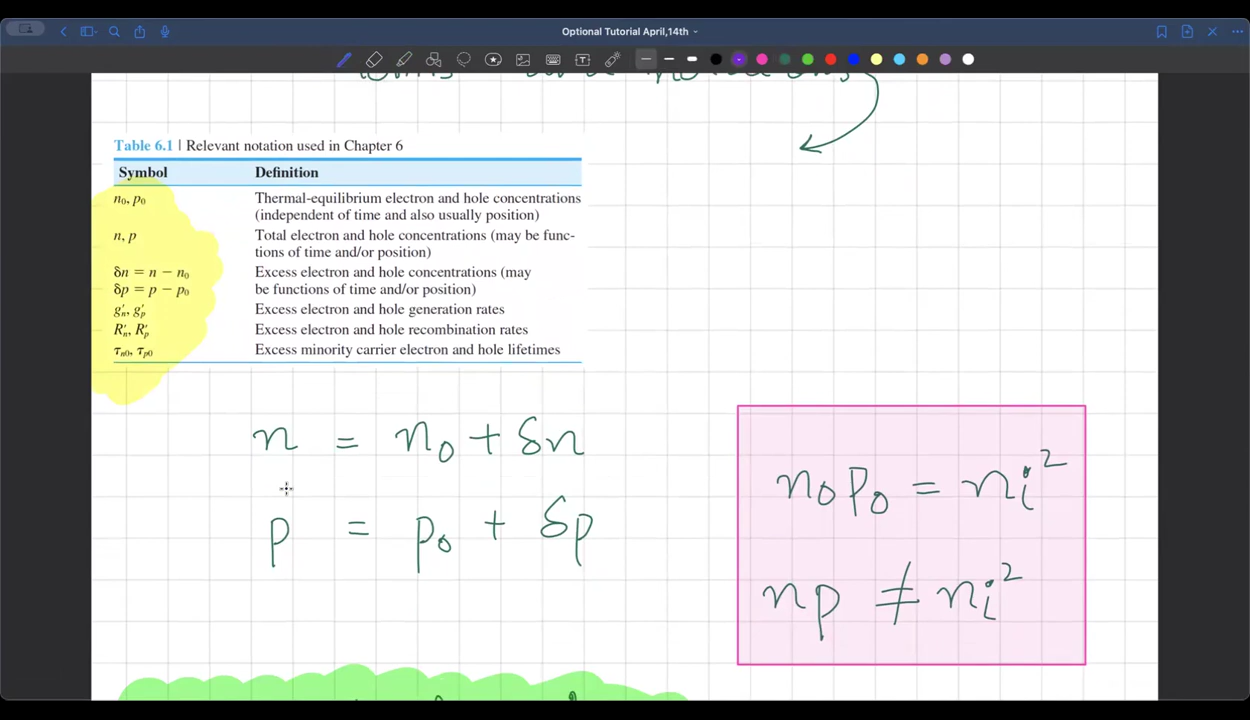 Optional Tutorial April,14th
Table 6.1 | Relevant notation used in Chapter 6
Symbol Definition
n₀, p₀ Thermal-equilibrium electron and hole concentrations
(independent of time and also usually position)
n, p Total electron and hole concentrations (may be func-
tions of time and/or position)
δn = n − n₀ Excess electron and hole concentrations (may
δp = p − p₀ be functions of time and/or position)
g′ₙ, g′ₚ Excess electron and hole generation rates
R′ₙ, R′ₚ Excess electron and hole recombination rates
τₙ₀, τₚ₀ Excess minority carrier electron and hole lifetimes
n = n₀ + δn
p = p₀ + δp
n₀p₀ = nᵢ²
np ≠ nᵢ²